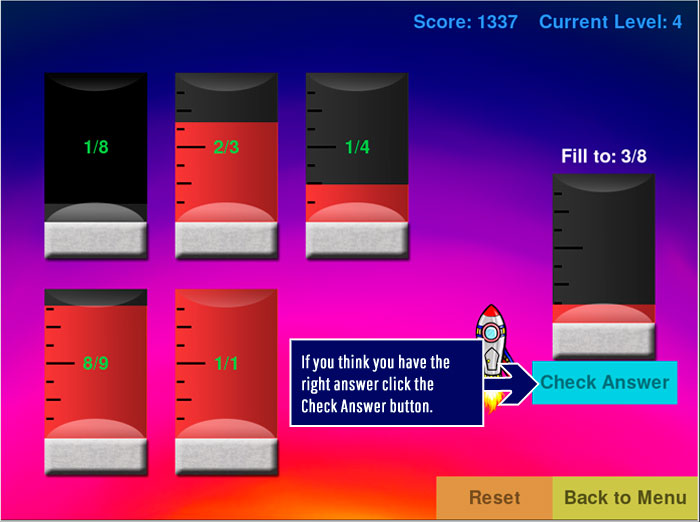 Score: 1337 Current Level: 4
1/8
2/3
1/4
Fill to: 3/8
8/9
1/1
If you think you have the
right answer click the
Check Answer button.
Check Answer
Reset
Back to Menu